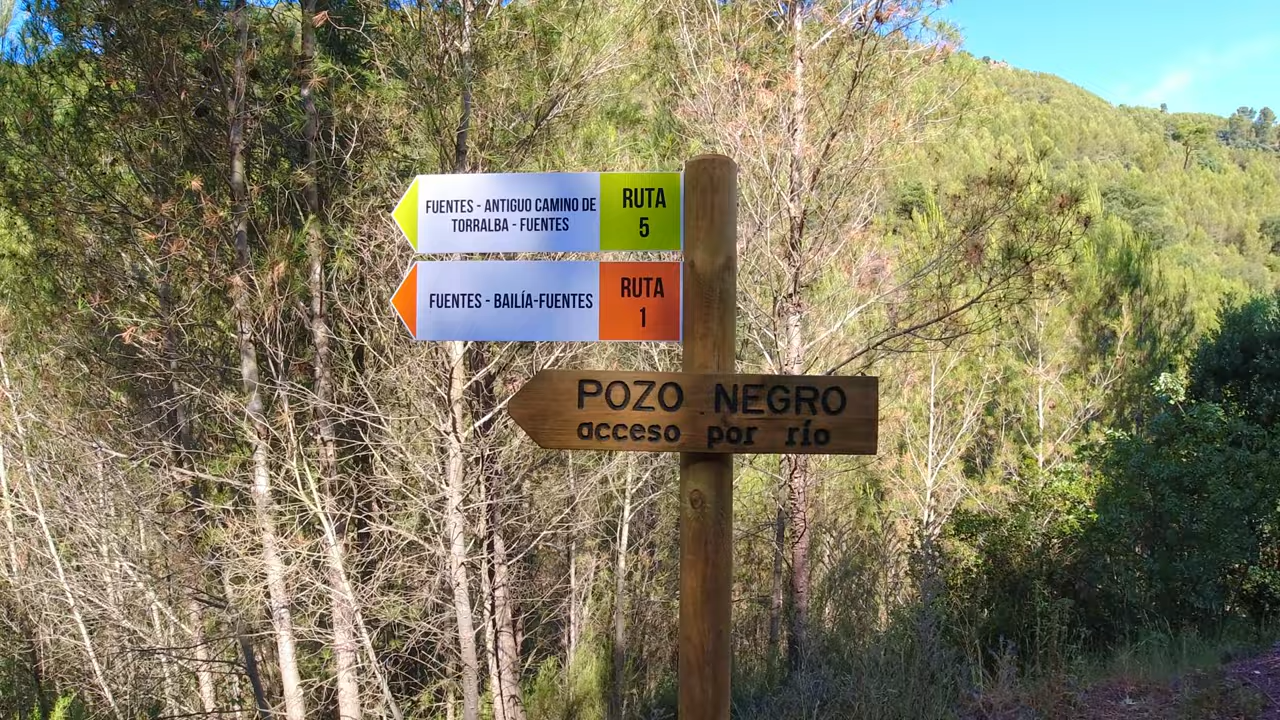 FUENTES - ANTIGUO CAMINO DE
TORRALBA - FUENTES
RUTA
5
FUENTES - BAILÍA-FUENTES
RUTA
1
POZO NEGRO
acceso por río